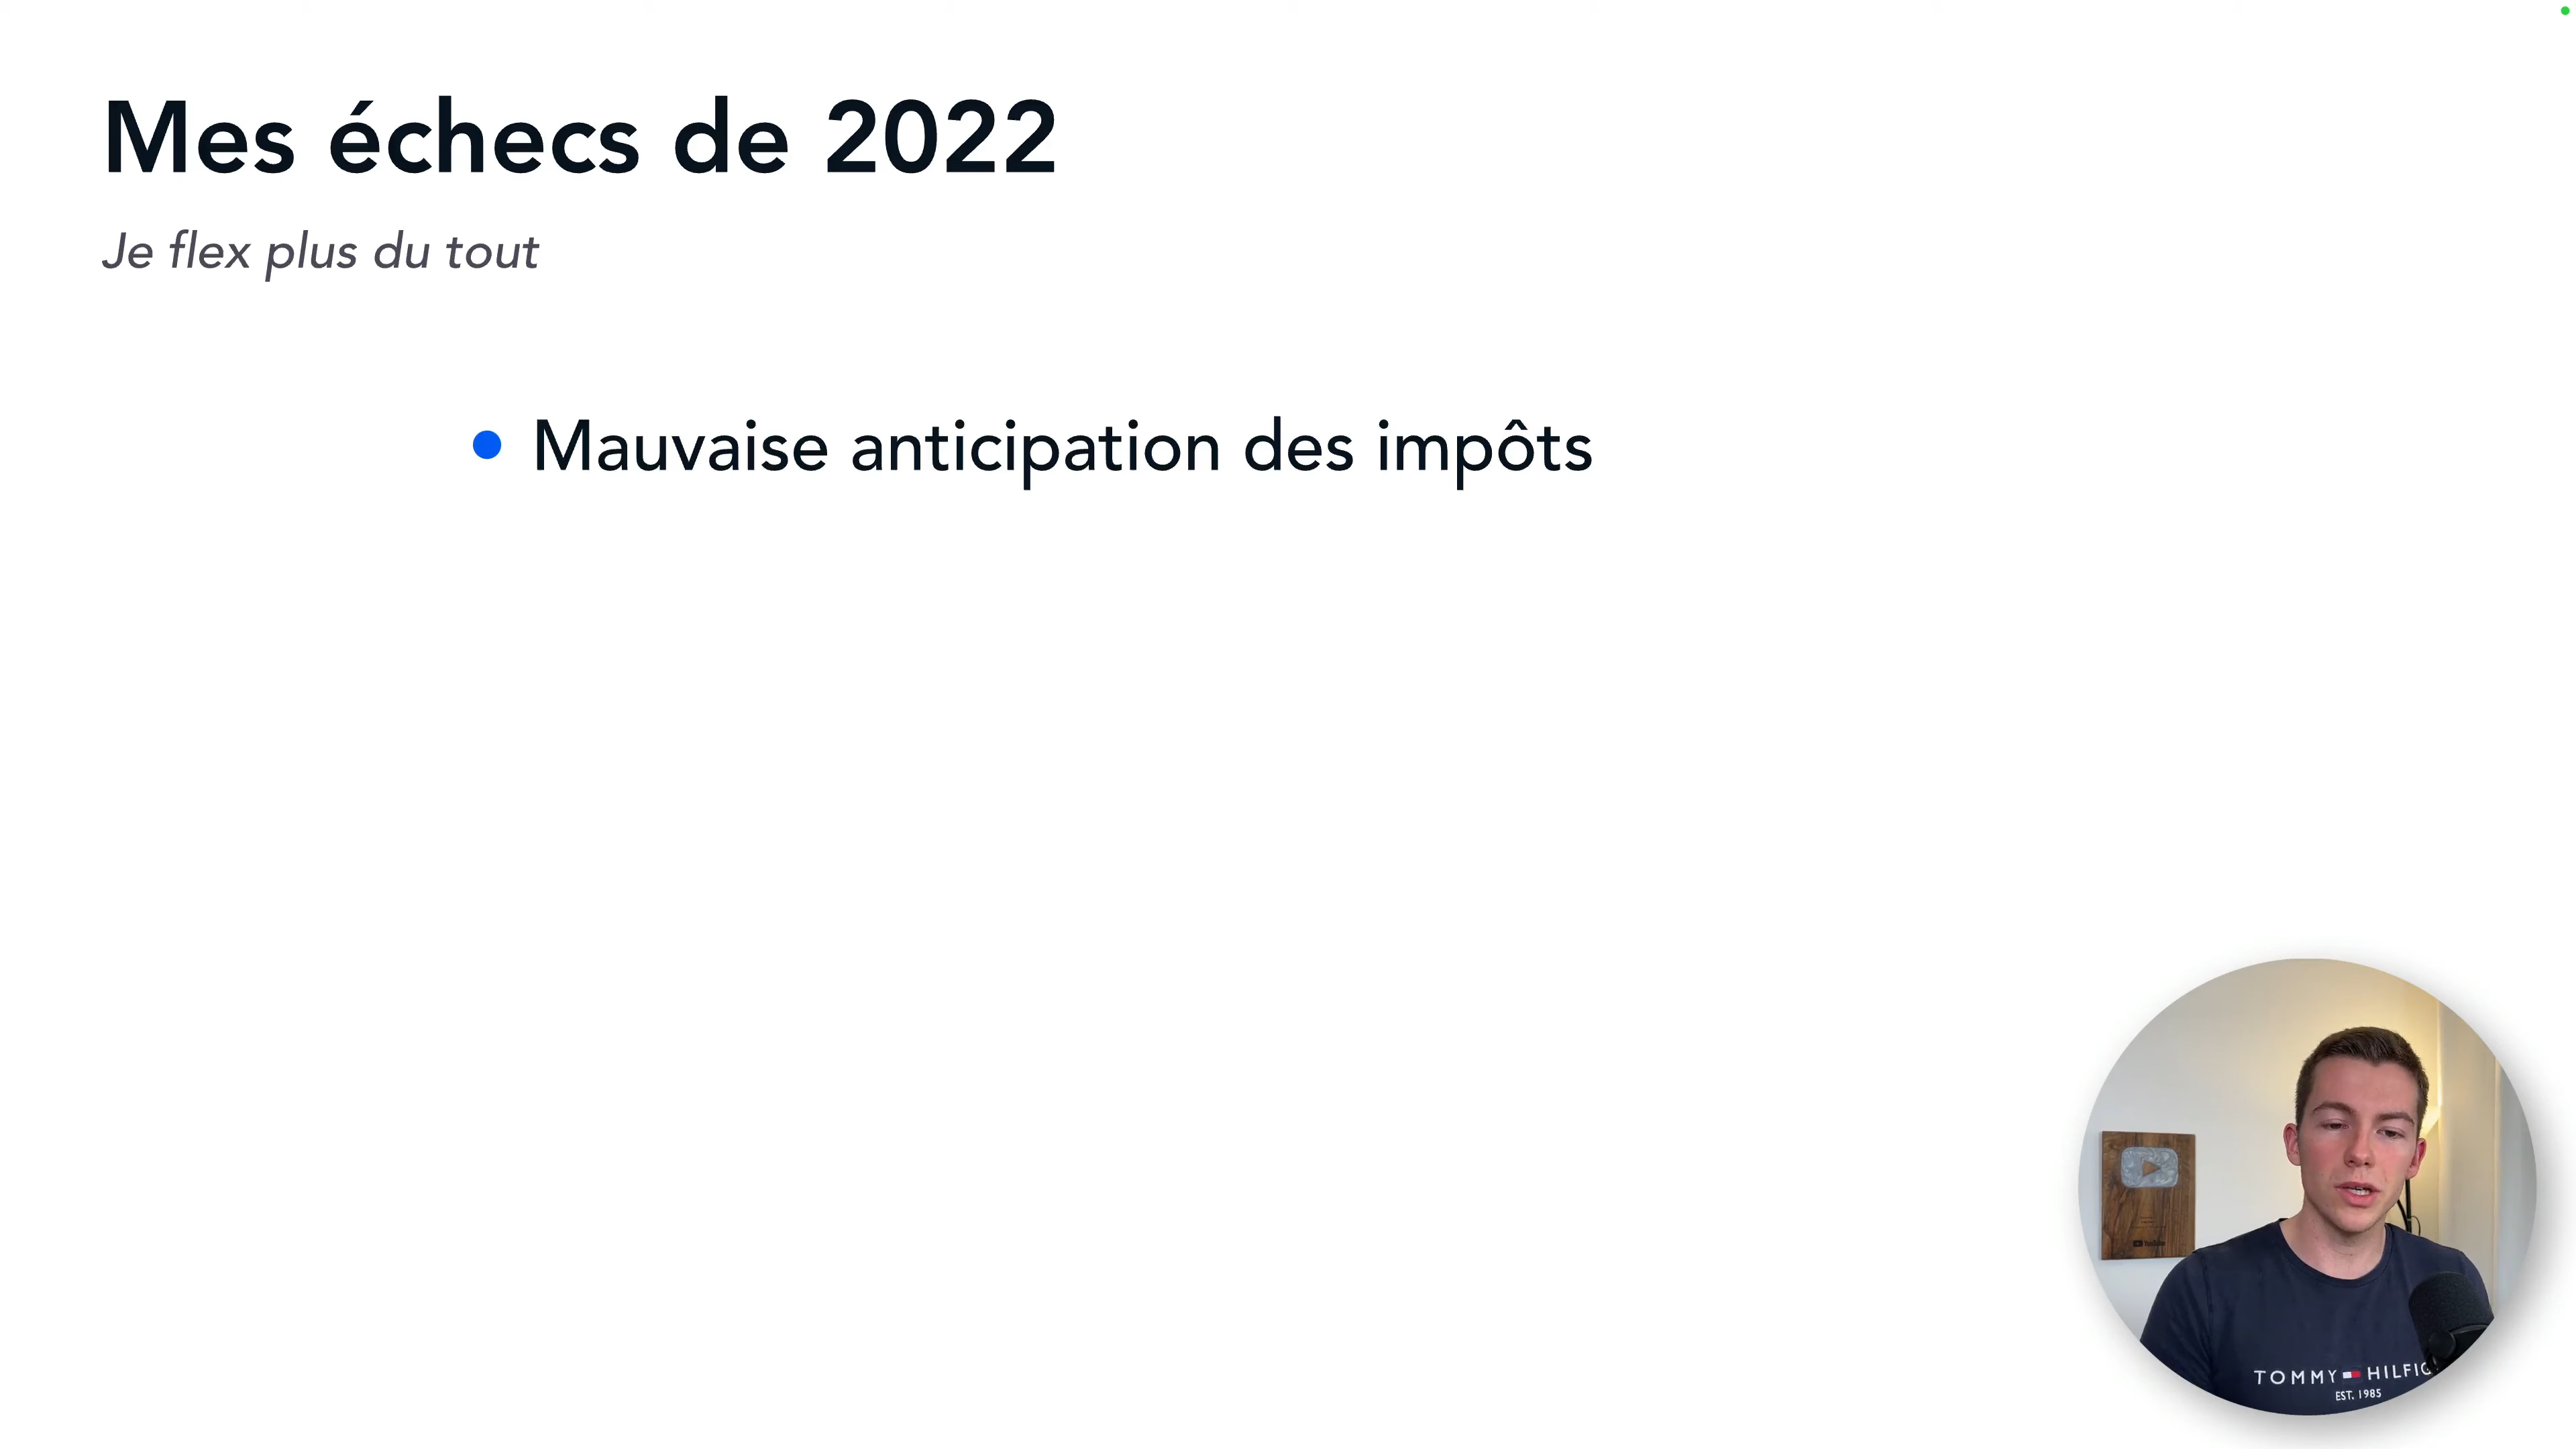 Mes échecs de 2022
Je flex plus du tout
Mauvaise anticipation des impôts
TOMMY HILFIG
EST. 1985